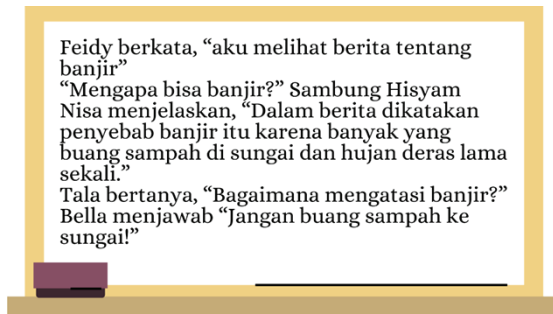 Feidy berkata, “aku melihat berita tentang
banjir”
“Mengapa bisa banjir?” Sambung Hisyam
Nisa menjelaskan, “Dalam berita dikatakan
penyebab banjir itu karena banyak yang
buang sampah di sungai dan hujan deras lama
sekali.”
Tala bertanya, “Bagaimana mengatasi banjir?”
Bella menjawab “Jangan buang sampah ke
sungai!”